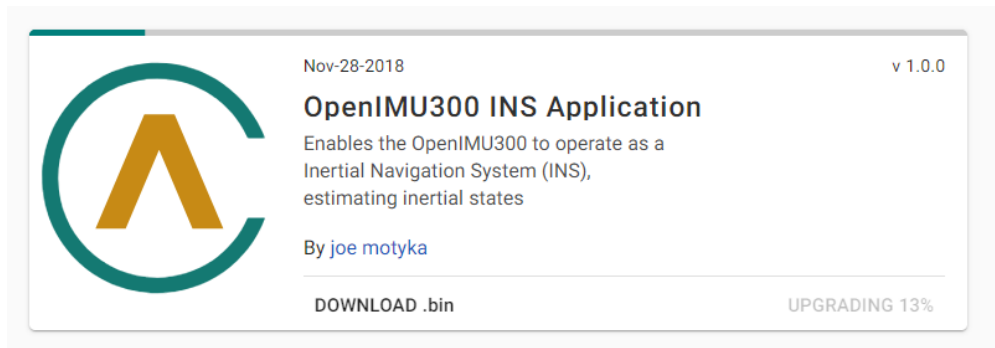 Nov-28-2018
v 1.0.0
OpenIMU300 INS Application
Enables the OpenIMU300 to operate as a
Inertial Navigation System (INS),
estimating inertial states
By joe motyka
DOWNLOAD .bin
UPGRADING 13%